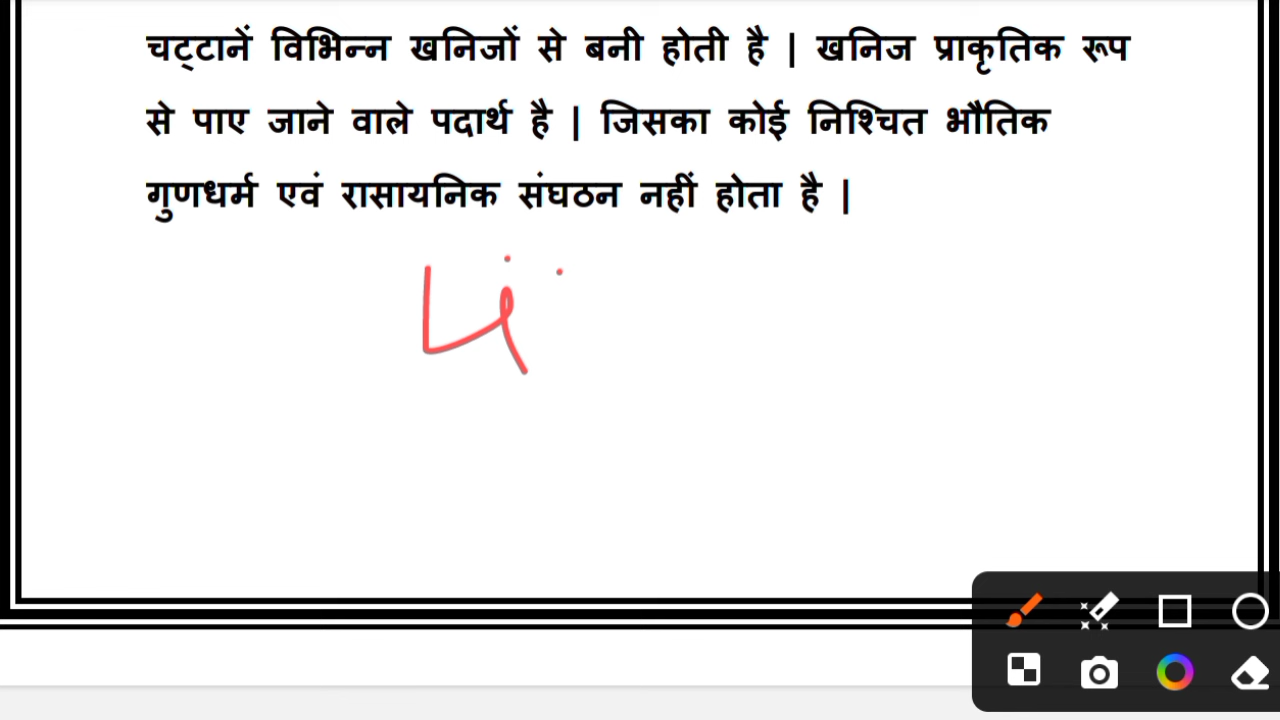 चट्टानें विभिन्न खनिजों से बनी होती है | खनिज प्राकृतिक रूप
से पाए जाने वाले पदार्थ है | जिसका कोई निश्चित भौतिक
गुणधर्म एवं रासायनिक संघठन नहीं होता है |